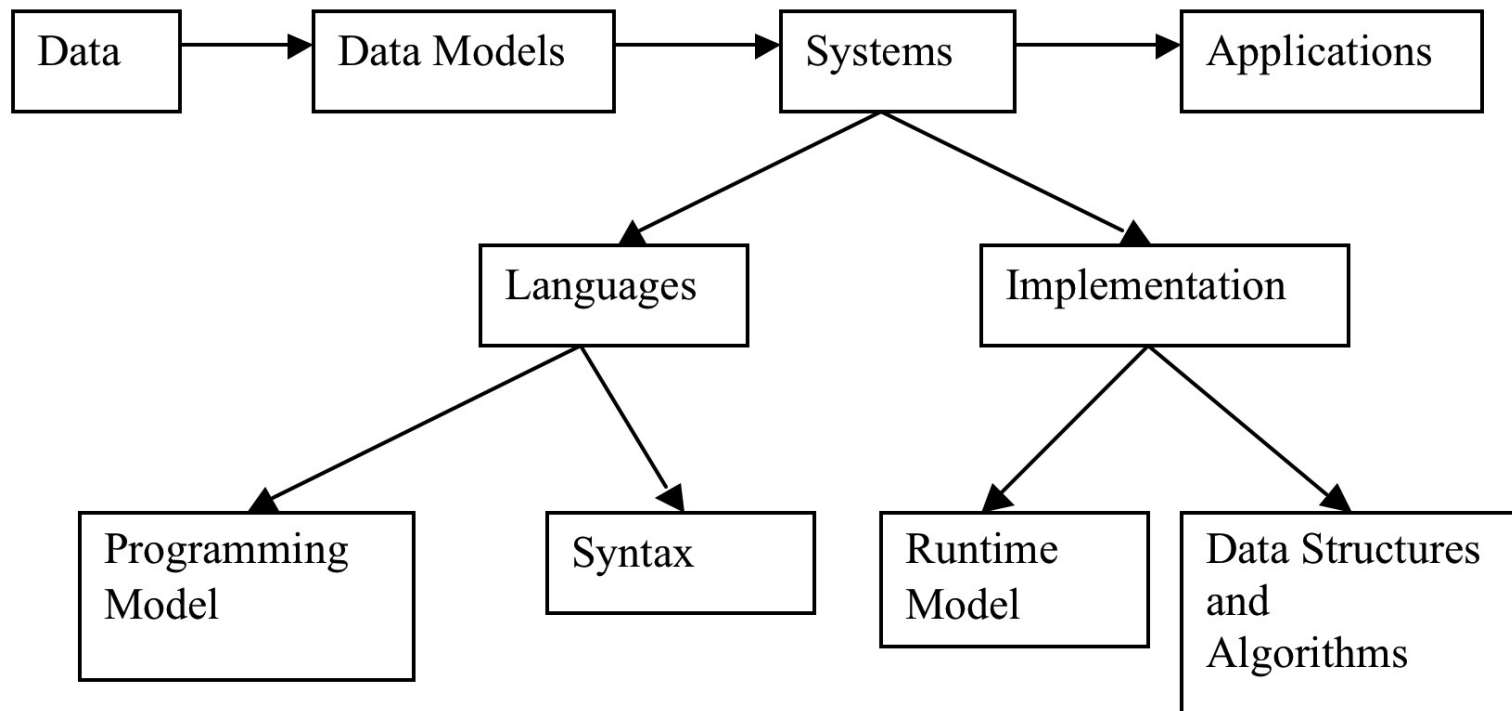 Data
Data Models
Systems
Applications
Languages
Implementation
Programming
Model
Syntax
Runtime
Model
Data Structures
and
Algorithms